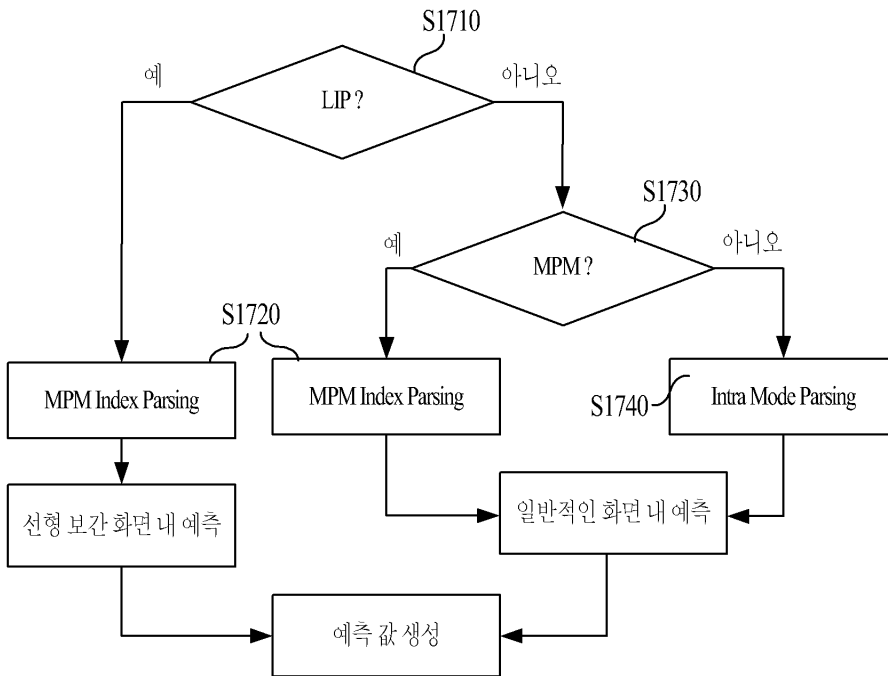 S1710
예
LIP ?
아니오
S1730
예
MPM ?
아니오
S1720
MPM Index Parsing
MPM Index Parsing
S1740
Intra Mode Parsing
선형 보간 화면 내 예측
일반적인 화면 내 예측
예측 값 생성